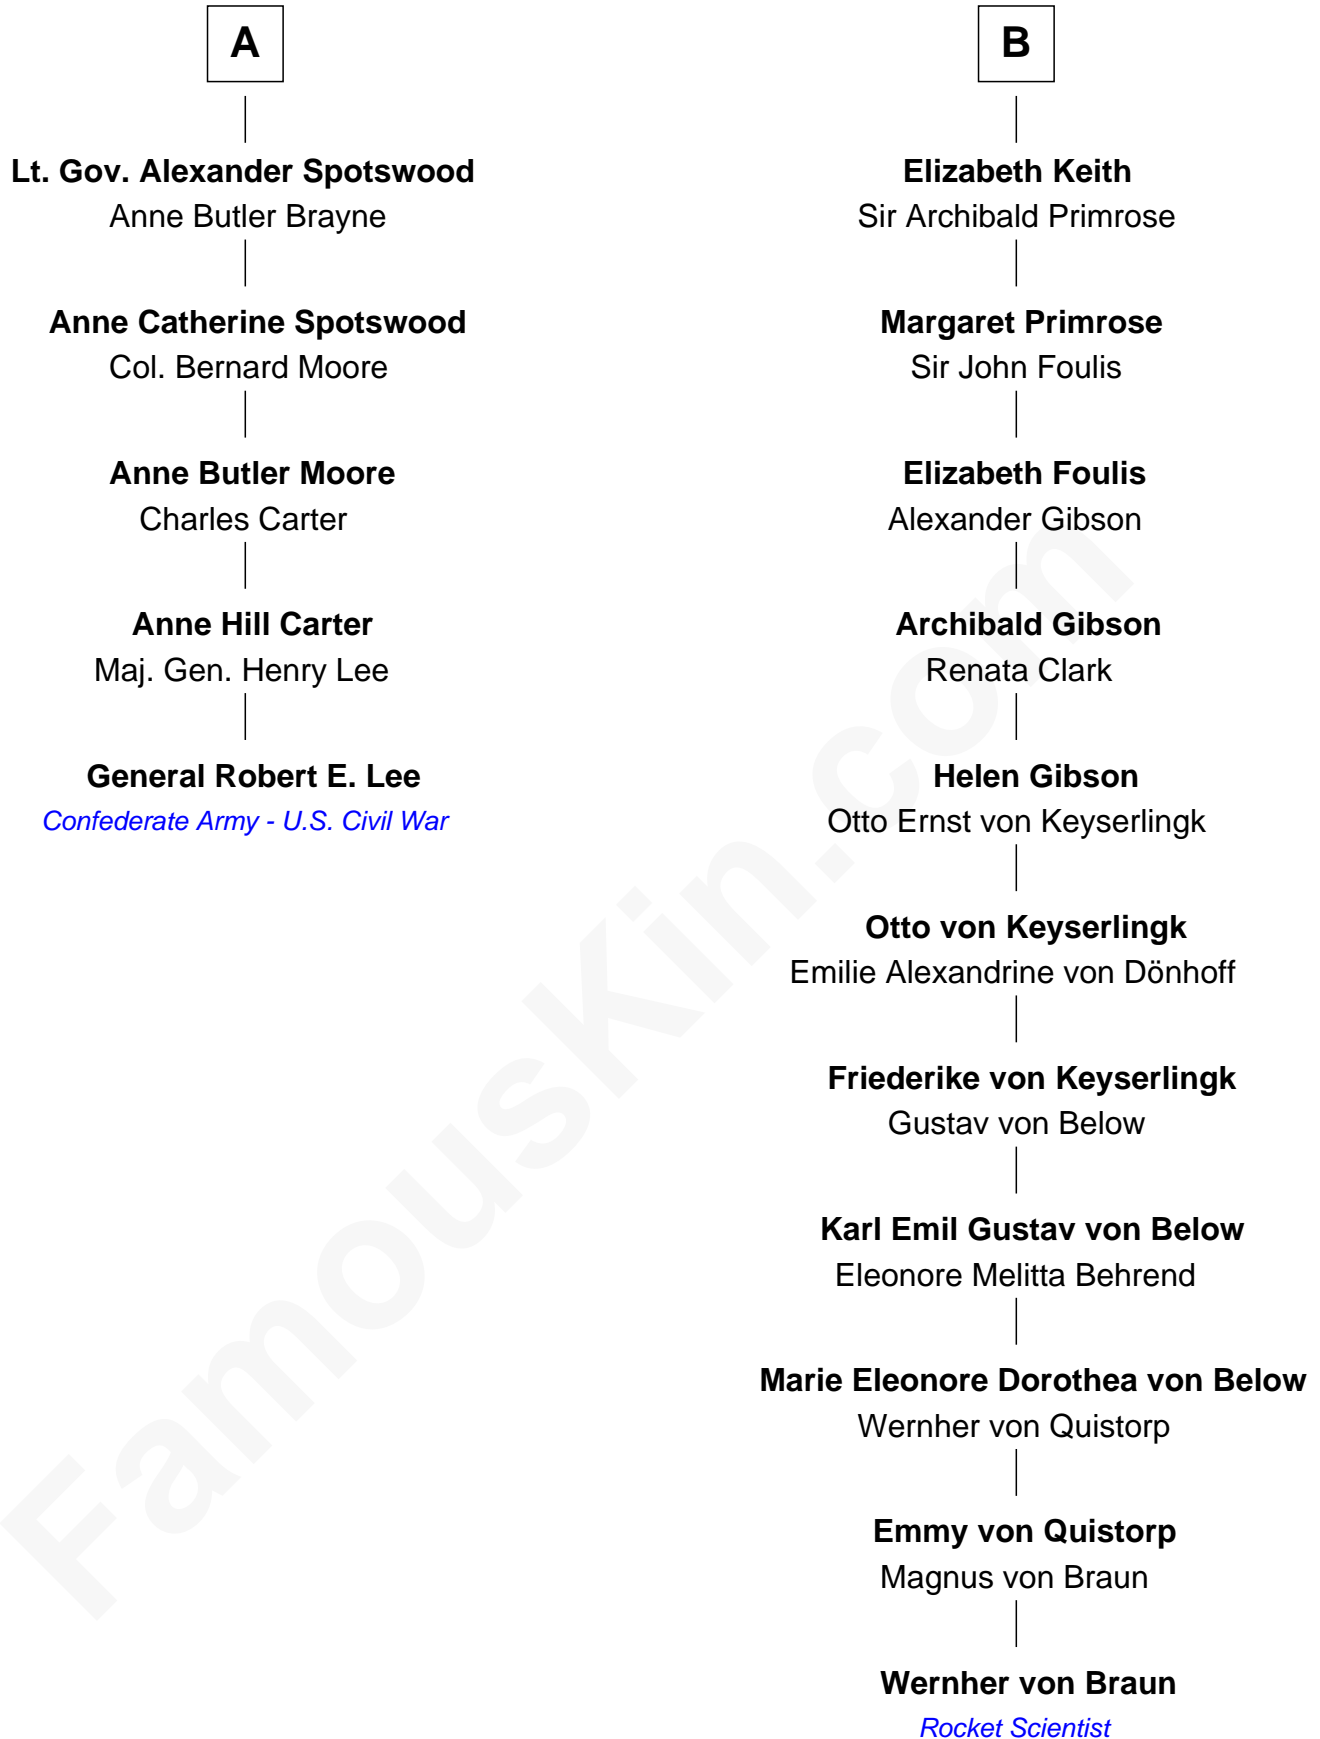 A
Lt. Gov. Alexander Spotswood
Anne Butler Brayne
Anne Catherine Spotswood
Col. Bernard Moore
Anne Butler Moore
Charles Carter
Anne Hill Carter
Maj. Gen. Henry Lee
General Robert E. Lee
Confederate Army - U.S. Civil War
B
Elizabeth Keith
Sir Archibald Primrose
Margaret Primrose
Sir John Foulis
Elizabeth Foulis
Alexander Gibson
Archibald Gibson
Renata Clark
Helen Gibson
Otto Ernst von Keyserlingk
Otto von Keyserlingk
Emilie Alexandrine von Dönhoff
Friederike von Keyserlingk
Gustav von Below
Karl Emil Gustav von Below
Eleonore Melitta Behrend
Marie Eleonore Dorothea von Below
Wernher von Quistorp
Emmy von Quistorp
Magnus von Braun
Wernher von Braun
Rocket Scientist
FamousKin.com